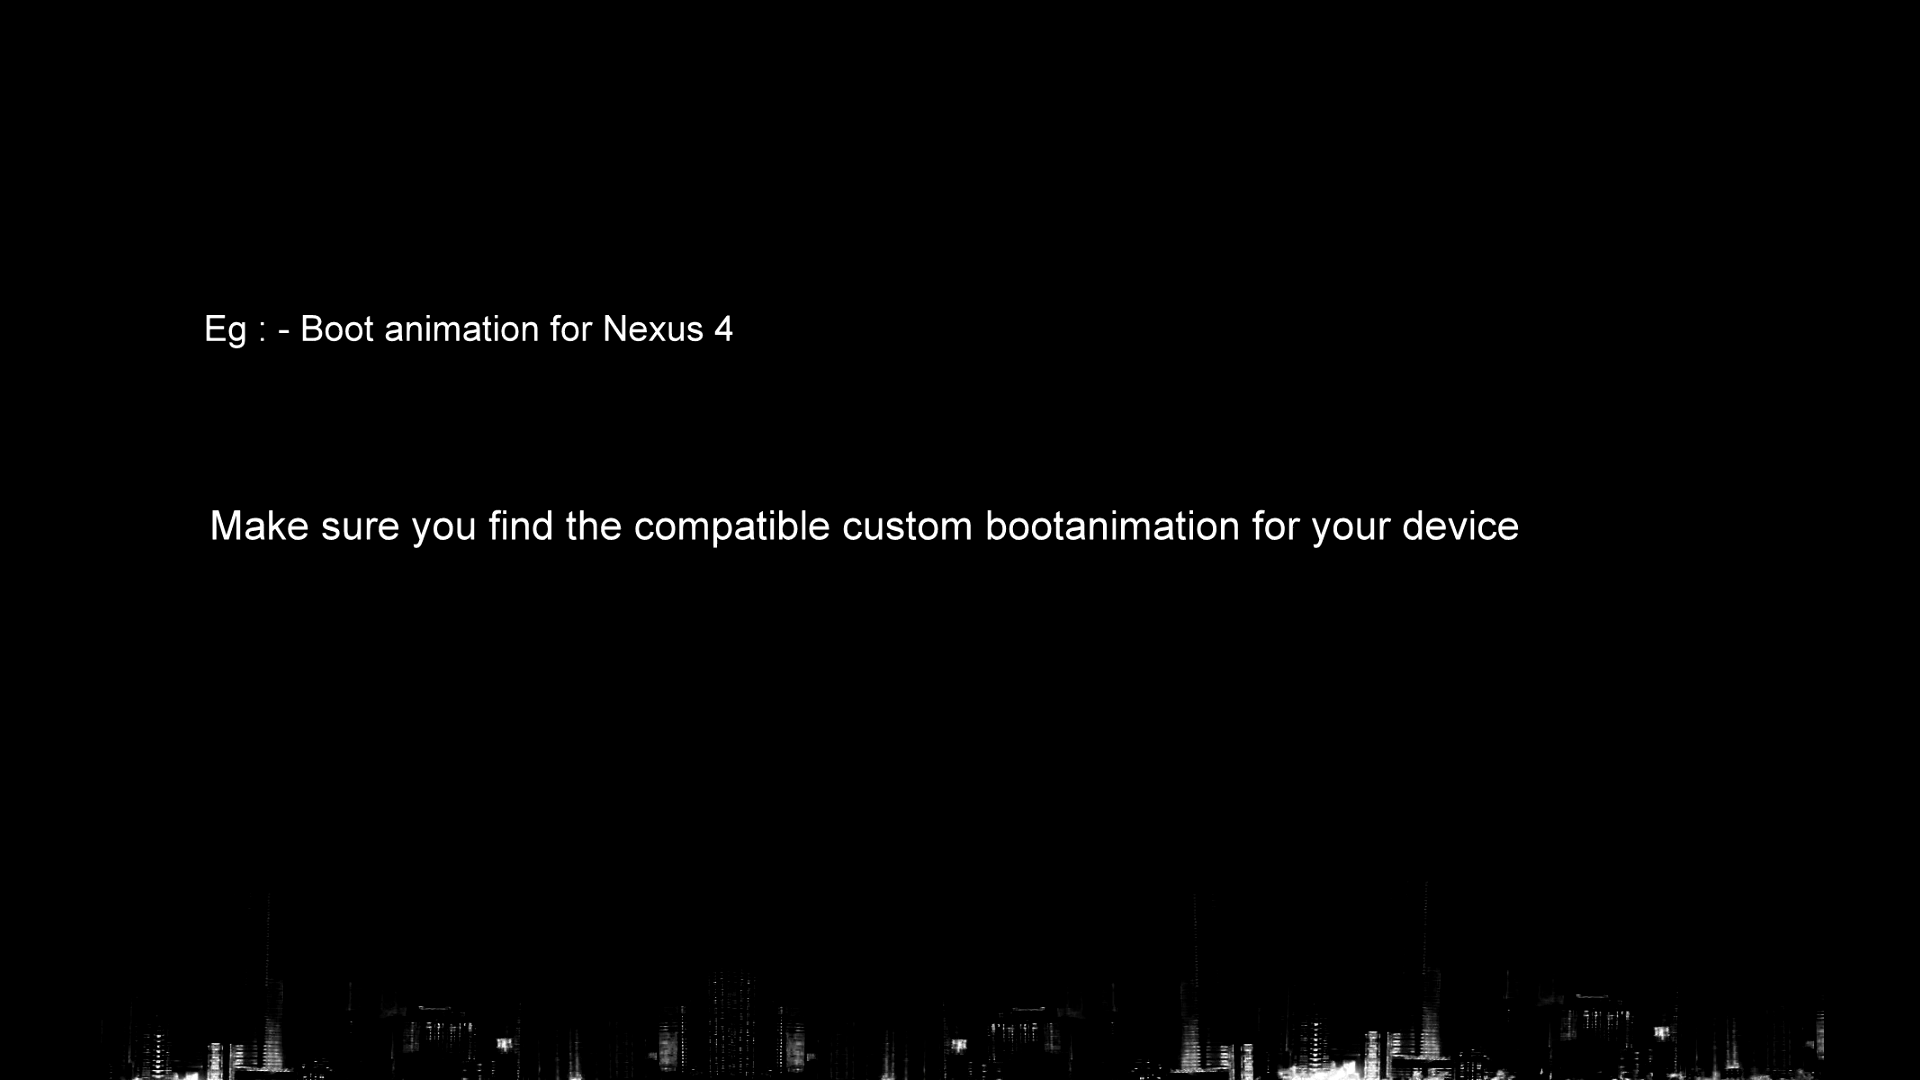 Eg : - Boot animation for Nexus 4
Make sure you find the compatible custom bootanimation for your device